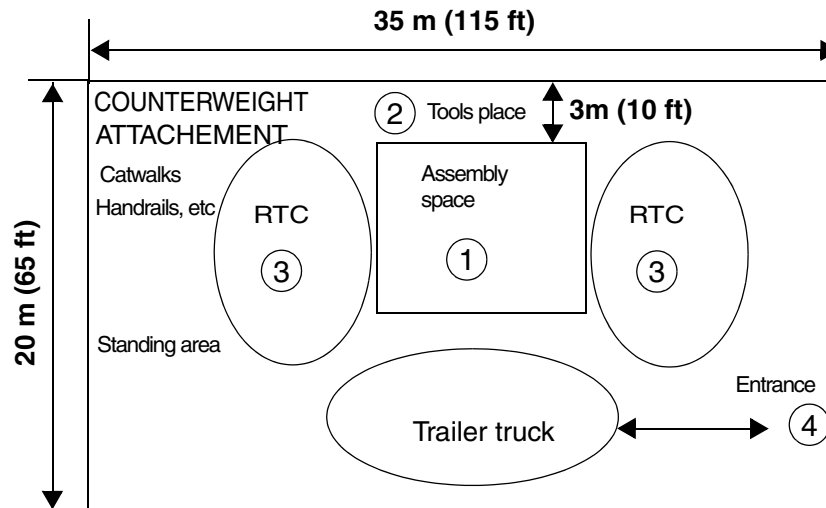 35 m (115 ft)
COUNTERWEIGHT
ATTACHEMENT
2
Tools place
3m (10 ft)
Catwalks
Handrails, etc
RTC
3
Assembly
space
1
RTC
3
20 m (65 ft)
Standing area
Entrance
4
Trailer truck